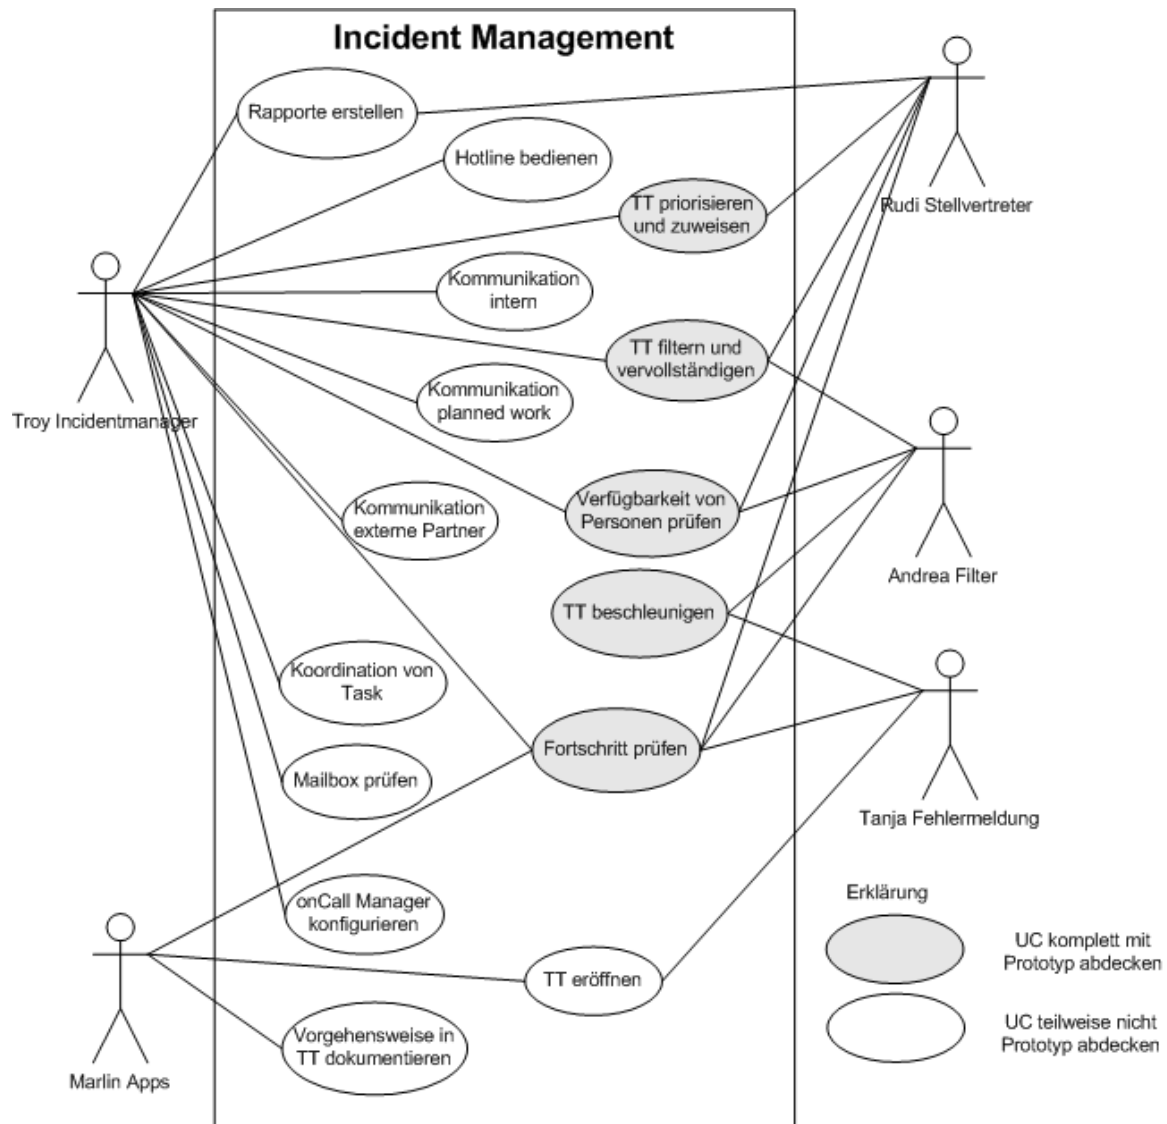 Incident Management
Rapporte erstellen
Hotline bedienen
TT priorisieren
und zuweisen
Rudi Stellvertreter
Kommunikation
intern
TT filtern und
vervollständigen
Troy Incidentmanager
Kommunikation
planned work
Verfügbarkeit von
Personen prüfen
Kommunikation
externe Partner
Andrea Filter
TT beschleunigen
Koordination von
Task
Fortschritt prüfen
Mailbox prüfen
Tanja Fehlermeldung
onCall Manager
konfigurieren
TT eröffnen
Vorgehensweise in
TT dokumentieren
Marlin Apps
Erklärung
UC komplett mit
Prototyp abdecken
UC teilweise nicht
Prototyp abdecken